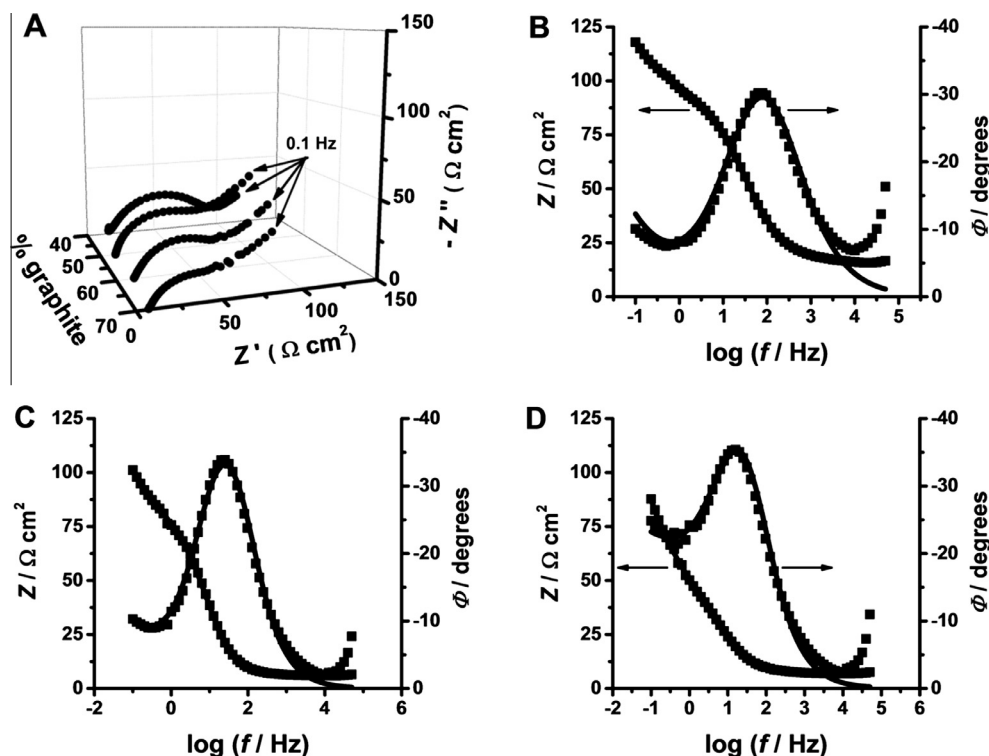 A
150
100
50
0
- Z'' ( Ω cm²)
0.1 Hz
40
50
60
70
% graphite
0
50
100
150
Z' ( Ω cm²)
B
125
100
75
50
25
0
Z / Ω cm²
-40
-30
-20
-10
0
Φ / degrees
-1 0 1 2 3 4 5
log (f / Hz)
C
125
100
75
50
25
0
Z / Ω cm²
-40
-30
-20
-10
0
Φ / degrees
-2 0 2 4 6
log (f / Hz)
D
125
100
75
50
25
0
Z / Ω cm²
-40
-30
-20
-10
0
Φ / degrees
-2 -1 0 1 2 3 4 5 6
log (f / Hz)